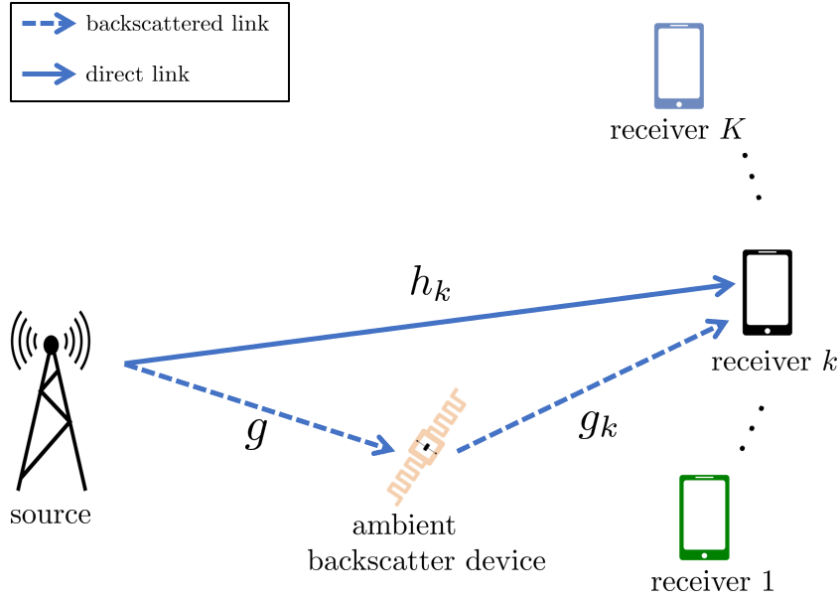 backscattered link
direct link
receiver K
h_k
receiver k
g
g_k
source
ambient
backscatter device
receiver 1